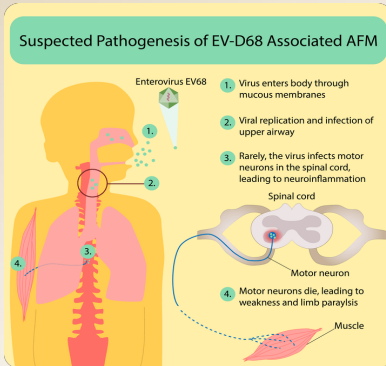 Suspected Pathogenesis of EV-D68 Associated AFM
Enterovirus EV68
1.
2.
3.
4.
1. Virus enters body through
mucous membranes
2. Viral replication and infection of
upper airway
3. Rarely, the virus infects motor
neurons in the spinal cord,
leading to neuroinflammation
Spinal cord
Motor neuron
4. Motor neurons die, leading to
weakness and limb paraylsis
Muscle